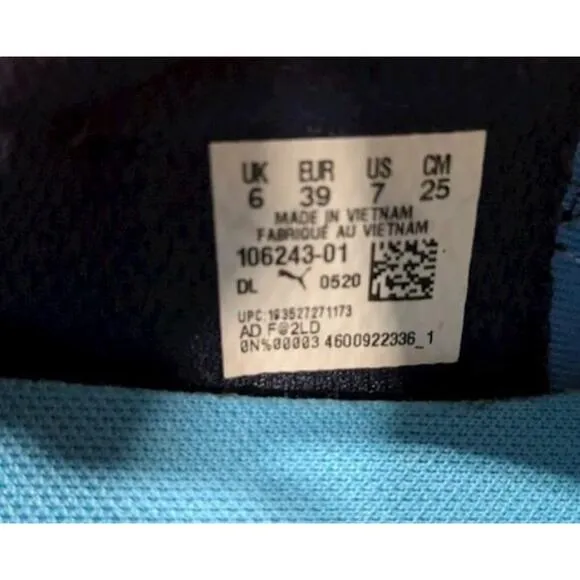 UK EUR US CM
6 39 7 25
MADE IN VIETNAM
FABRIQUÉ AU VIETNAM
106243-01
DL 0520
UPC:193527271173
AD F@2LD
0N%00003 4600922336_1